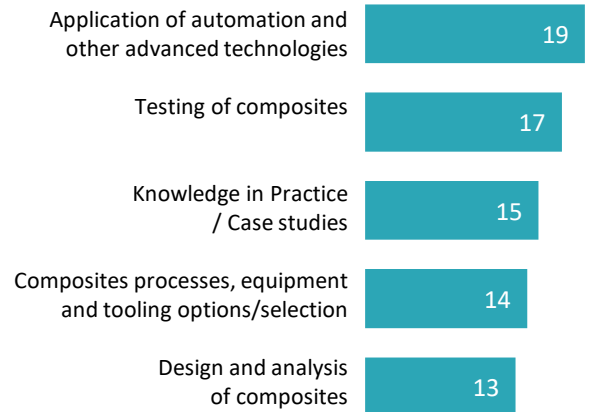 Application of automation and
other advanced technologies
19
Testing of composites
17
Knowledge in Practice
/ Case studies
15
Composites processes, equipment
and tooling options/selection
14
Design and analysis
of composites
13